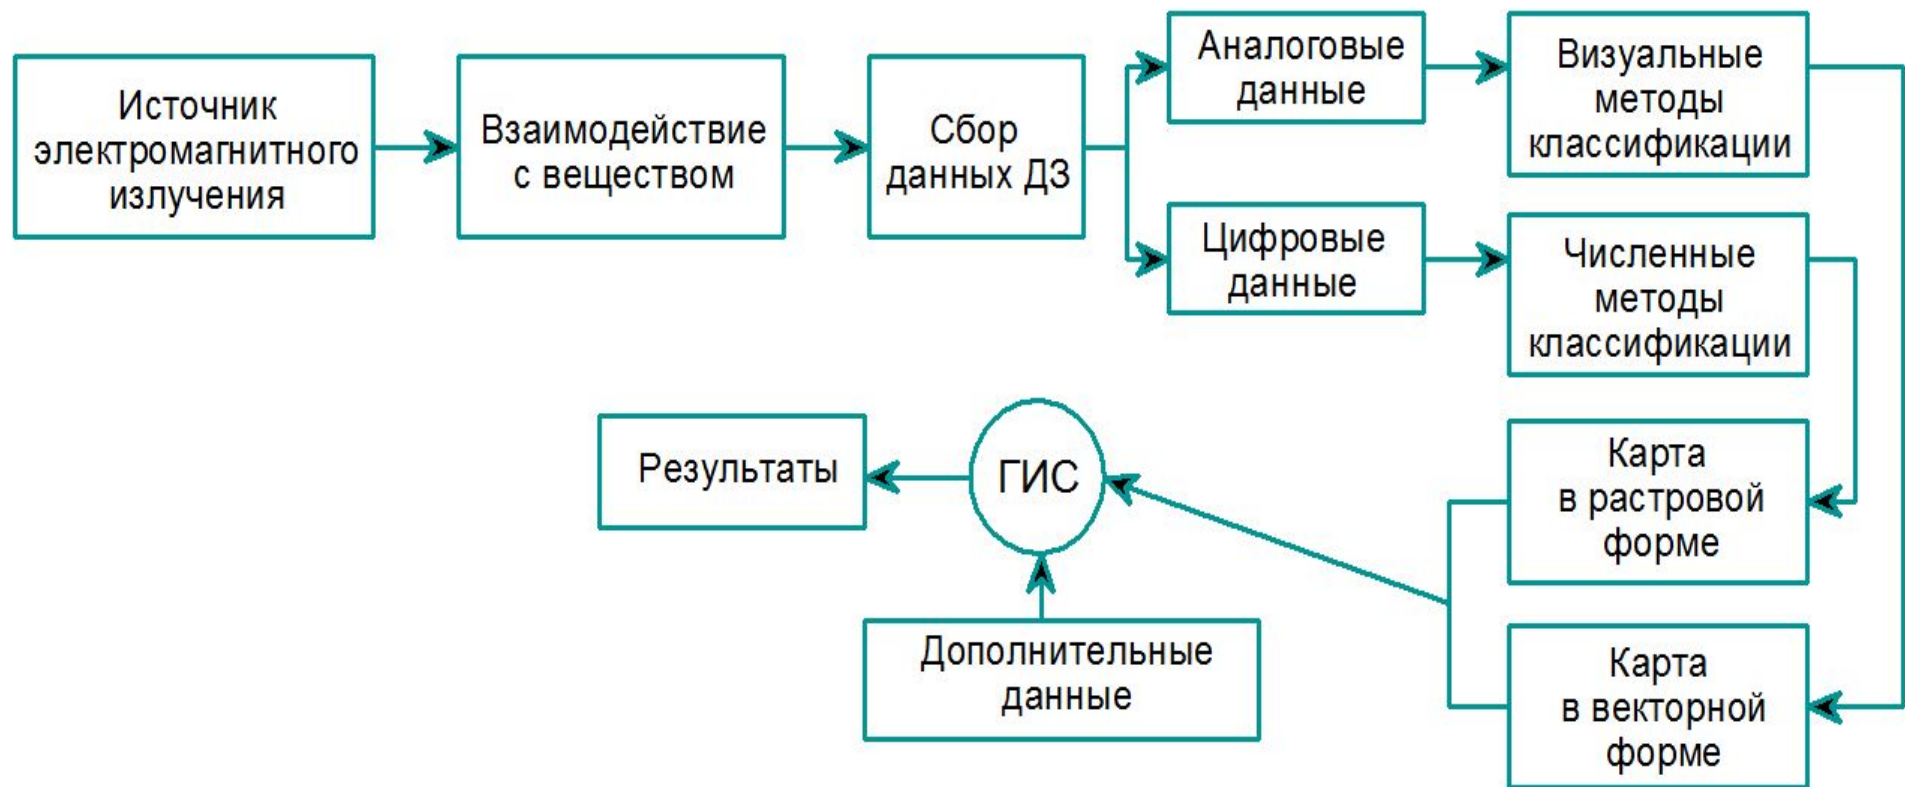 Источник
электромагнитного
излучения
Взаимодействие
с веществом
Сбор
данных ДЗ
Аналоговые
данные
Визуальные
методы
классификации
Цифровые
данные
Численные
методы
классификации
Результаты
ГИС
Карта
в растровой
форме
Дополнительные
данные
Карта
в векторной
форме